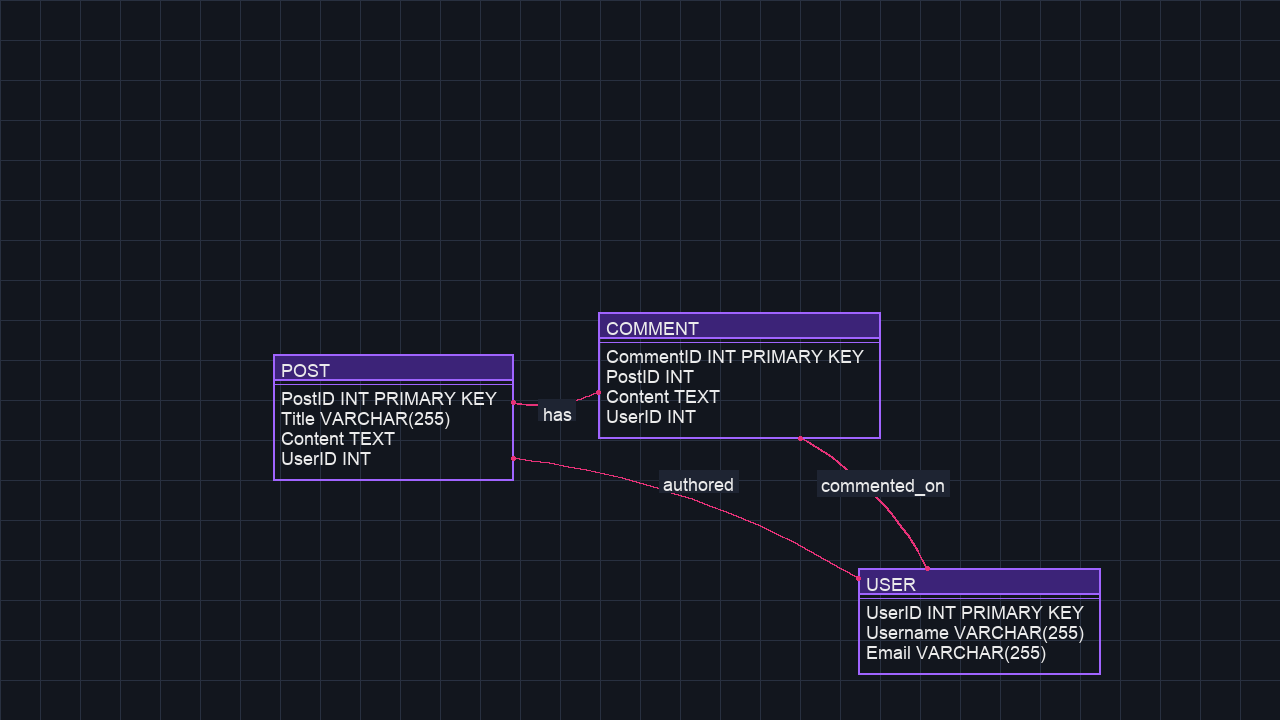 COMMENT
CommentID INT PRIMARY KEY
PostID INT
Content TEXT
UserID INT
POST
PostID INT PRIMARY KEY
Title VARCHAR(255)
Content TEXT
UserID INT
has
authored
commented_on
USER
UserID INT PRIMARY KEY
Username VARCHAR(255)
Email VARCHAR(255)